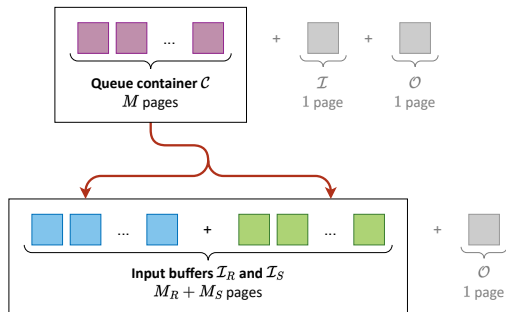 ... + +
Queue container 𝒞 ℐ 𝒪
M pages 1 page 1 page
... + ... +
Input buffers ℐ_R and ℐ_S 𝒪
M_R + M_S pages 1 page